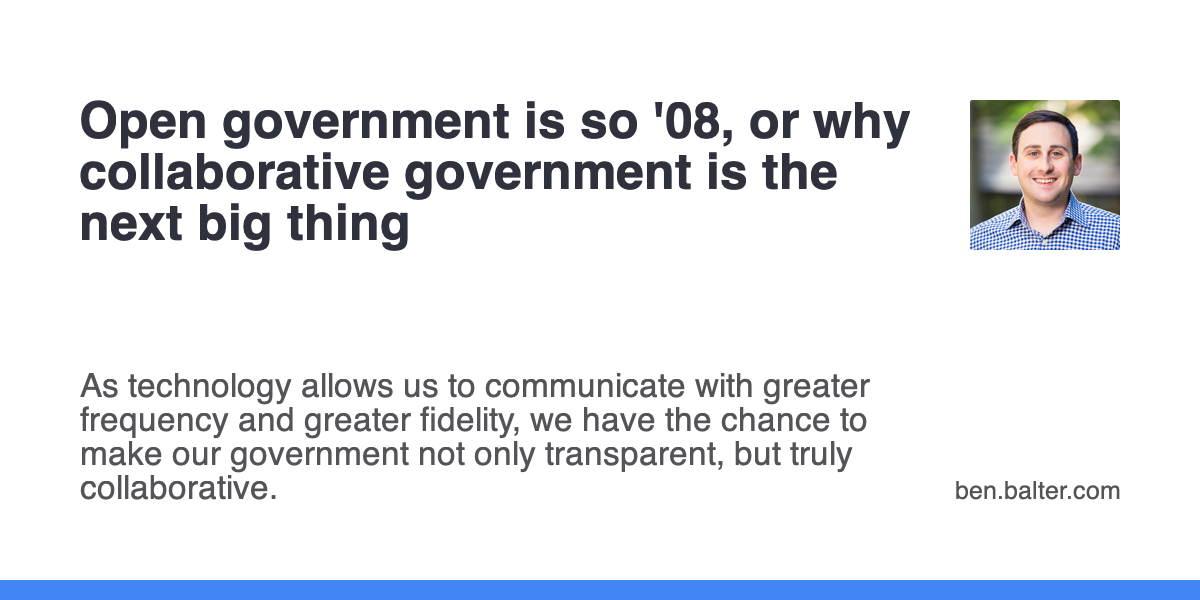 Open government is so '08, or why
collaborative government is the
next big thing
As technology allows us to communicate with greater
frequency and greater fidelity, we have the chance to
make our government not only transparent, but truly
collaborative.
ben.balter.com